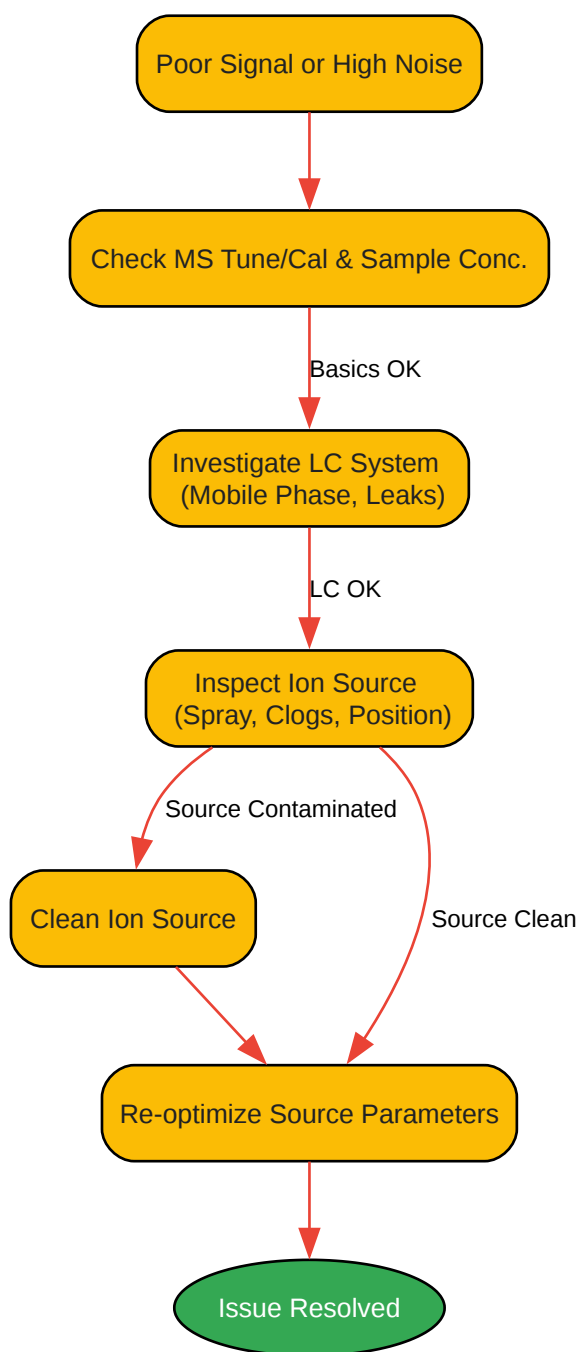 Poor Signal or High Noise
Check MS Tune/Cal & Sample Conc.
Basics OK
Investigate LC System
(Mobile Phase, Leaks)
LC OK
Inspect Ion Source
(Spray, Clogs, Position)
Source Contaminated
Clean Ion Source
Source Clean
Re-optimize Source Parameters
Issue Resolved